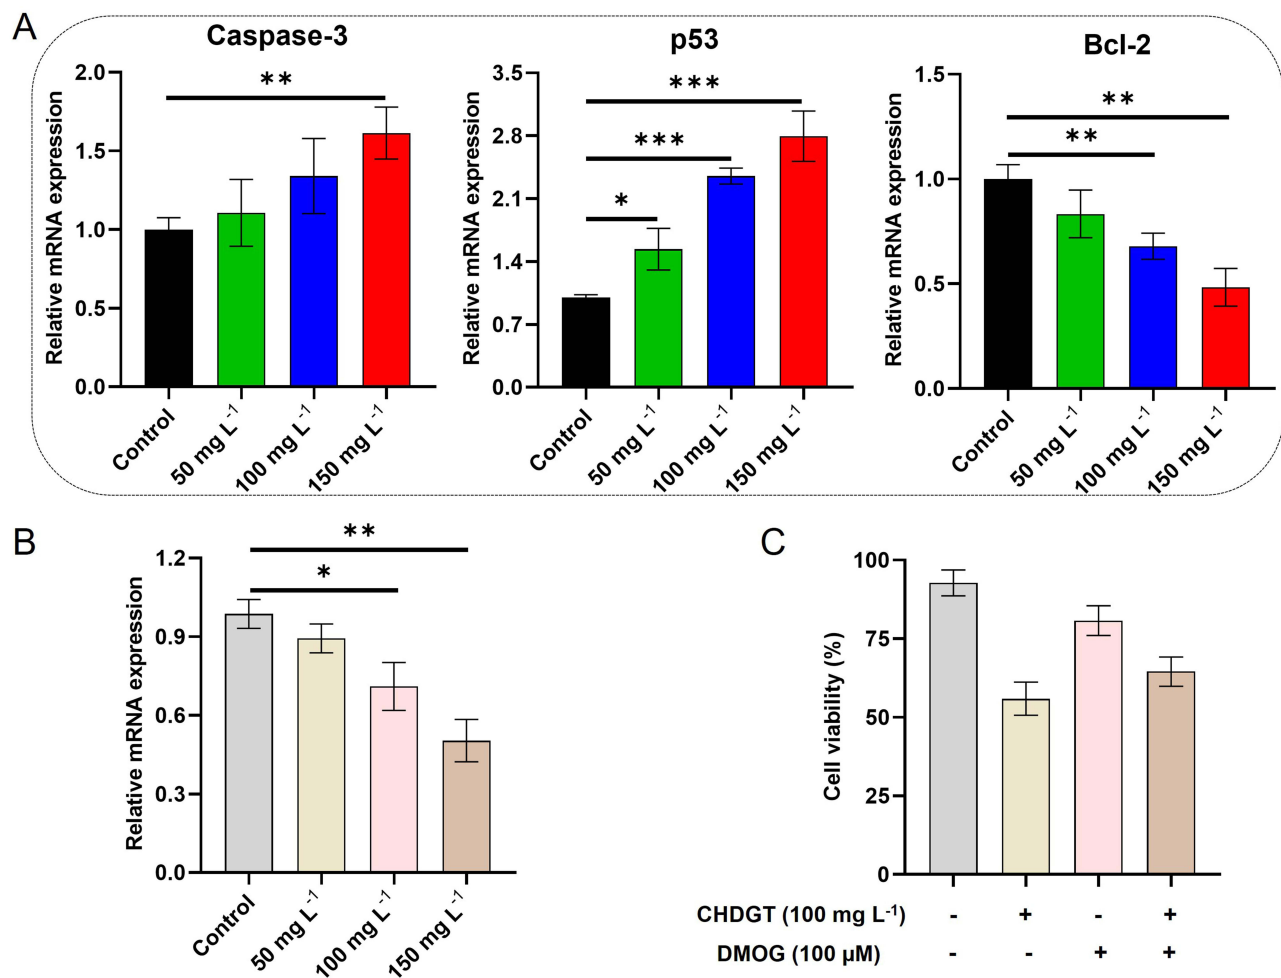 A
Caspase-3
Relative mRNA expression
2.0
1.5
1.0
0.5
0.0
**
Control
50 mg L⁻¹
100 mg L⁻¹
150 mg L⁻¹
p53
Relative mRNA expression
3.5
2.8
2.1
1.4
0.7
0.0
***
***
*
Control
50 mg L⁻¹
100 mg L⁻¹
150 mg L⁻¹
Bcl-2
Relative mRNA expression
1.5
1.0
0.5
0.0
**
**
Control
50 mg L⁻¹
100 mg L⁻¹
150 mg L⁻¹
B
Relative mRNA expression
1.2
0.9
0.6
0.3
0.0
**
*
Control
50 mg L⁻¹
100 mg L⁻¹
150 mg L⁻¹
C
Cell viability (%)
100
75
50
25
0
CHDGT (100 mg L⁻¹) - + - +
DMOG (100 µM) - - + +